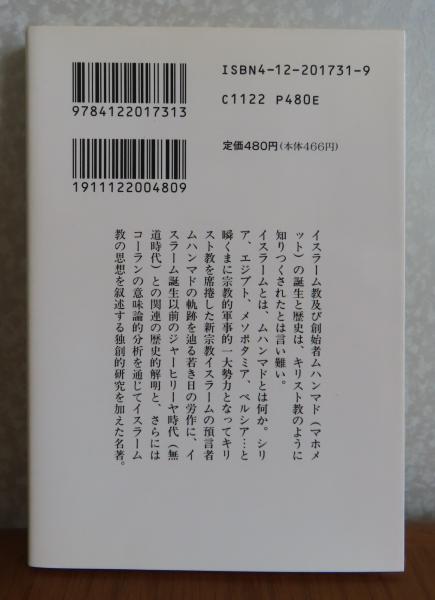 ISBN4-12-201731-9
C1122 P480E
9784122017313
定価480円(本体466円)
1911122004809
イスラーム教及び創始者ムハンマド(マホメ
ット)の誕生と歴史は、キリスト教のように
知りつくされたとは言い難い。
イスラームとは、ムハンマドとは何か。シリ
ア、エジプト、メソポタミア、ペルシア…と
瞬くまに宗教的軍事的一大勢力となってキリ
スト教を席捲した新宗教イスラームの預言者
ムハンマドの軌跡を辿る若き日の労作に、イ
スラーム誕生以前のジャーヒリーヤ時代(無
道時代)との関連の歴史的解明と、さらには
コーランの意味論的分析を通じてイスラーム
教の思想を叙述する独創的研究を加えた名著。